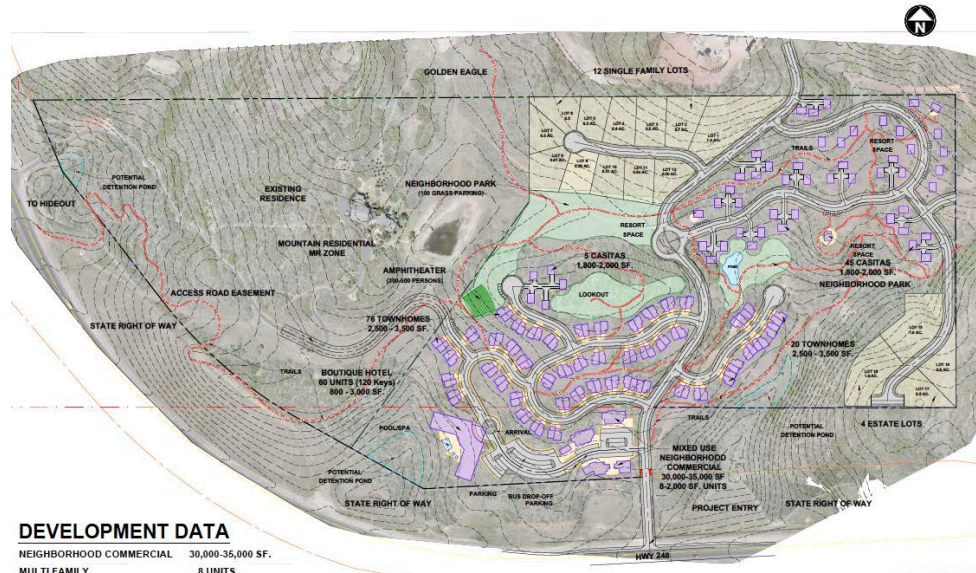 N
GOLDEN EAGLE
12 SINGLE FAMILY LOTS
LOT 7
LOT 1
TRAILS
RESORT
SPACE
POTENTIAL
DETENTION POND
TO HIDEOUT
EXISTING
RESIDENCE
NEIGHBORHOOD PARK
(100 GRASS PARKING)
MOUNTAIN RESIDENTIAL
MR ZONE
RESORT
SPACE
RESORT
SPACE
AMPHITHEATER
(300-500 PERSONS)
5 CASITAS
1,800-2,000 SF.
POND
45 CASITAS
1,800-2,000 SF.
NEIGHBORHOOD PARK
ACCESS ROAD EASEMENT
LOOKOUT
76 TOWNHOMES
2,500 - 3,500 SF.
STATE RIGHT OF WAY
20 TOWNHOMES
2,500 - 3,500 SF.
TRAILS
BOUTIQUE HOTEL
60 UNITS (120 Keys)
800 - 3,000 SF.
TRAILS
4 ESTATE LOTS
POOL/SPA
ARRIVAL
POTENTIAL
DETENTION POND
MIXED USE
NEIGHBORHOOD
COMMERCIAL
30,000-35,000 SF
8-2,000 SF. UNITS
POTENTIAL
DETENTION POND
PARKING
BUS DROP-OFF
PARKING
STATE RIGHT OF WAY
PROJECT ENTRY
STATE RIGHT OF WAY
HWY 248
DEVELOPMENT DATA
NEIGHBORHOOD COMMERCIAL 30,000-35,000 SF.
MULTI FAMILY 8 UNITS